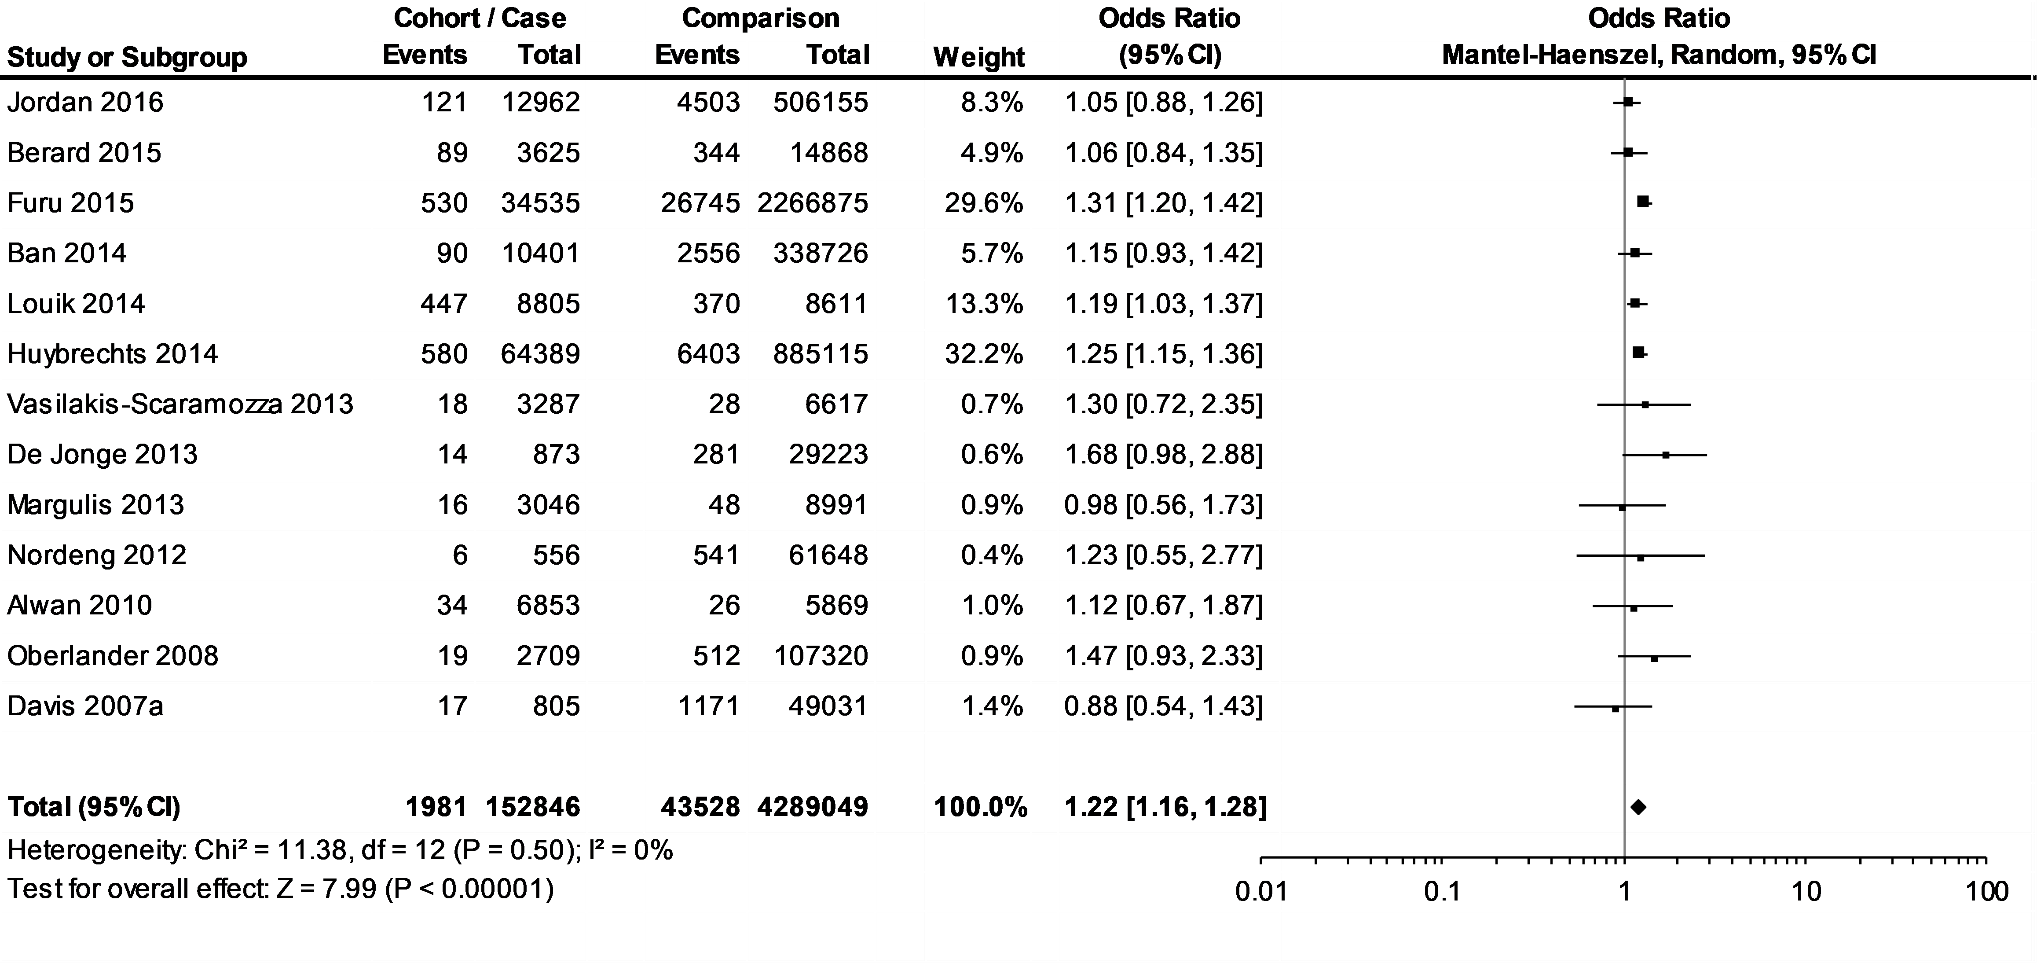 Cohort / Case Comparison Odds Ratio Odds Ratio
Study or Subgroup Events Total Events Total Weight (95% CI) Mantel-Haenszel, Random, 95% CI
Jordan 2016 121 12962 4503 506155 8.3% 1.05 [0.88, 1.26]
Berard 2015 89 3625 344 14868 4.9% 1.06 [0.84, 1.35]
Furu 2015 530 34535 26745 2266875 29.6% 1.31 [1.20, 1.42]
Ban 2014 90 10401 2556 338726 5.7% 1.15 [0.93, 1.42]
Louik 2014 447 8805 370 8611 13.3% 1.19 [1.03, 1.37]
Huybrechts 2014 580 64389 6403 885115 32.2% 1.25 [1.15, 1.36]
Vasilakis-Scaramozza 2013 18 3287 28 6617 0.7% 1.30 [0.72, 2.35]
De Jonge 2013 14 873 281 29223 0.6% 1.68 [0.98, 2.88]
Margulis 2013 16 3046 48 8991 0.9% 0.98 [0.56, 1.73]
Nordeng 2012 6 556 541 61648 0.4% 1.23 [0.55, 2.77]
Alwan 2010 34 6853 26 5869 1.0% 1.12 [0.67, 1.87]
Oberlander 2008 19 2709 512 107320 0.9% 1.47 [0.93, 2.33]
Davis 2007a 17 805 1171 49031 1.4% 0.88 [0.54, 1.43]
Total (95% CI) 1981 152846 43528 4289049 100.0% 1.22 [1.16, 1.28]
Heterogeneity: Chi² = 11.38, df = 12 (P = 0.50); I² = 0%
Test for overall effect: Z = 7.99 (P < 0.00001)
0.01 0.1 1 10 100